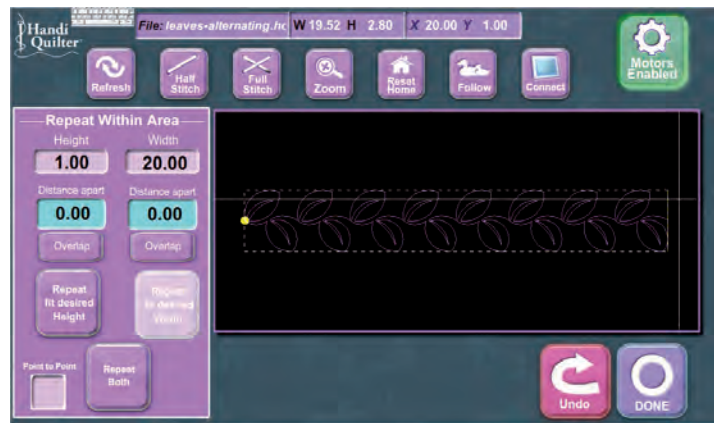 Handi
Quilter
File: leaves-alternating.hc W 19.52 H 2.80 X 20.00 Y 1.00
Refresh
Half
Stitch
Full
Stitch
Zoom
Reset
Home
Follow
Connect
Motors
Enabled
Repeat Within Area
Height Width
1.00 20.00
Distance apart Distance apart
0.00 0.00
Overlap Overlap
Repeat
fit desired
Height
Repeat
fit desired
Width
Point to Point
Repeat
Both
Undo
DONE